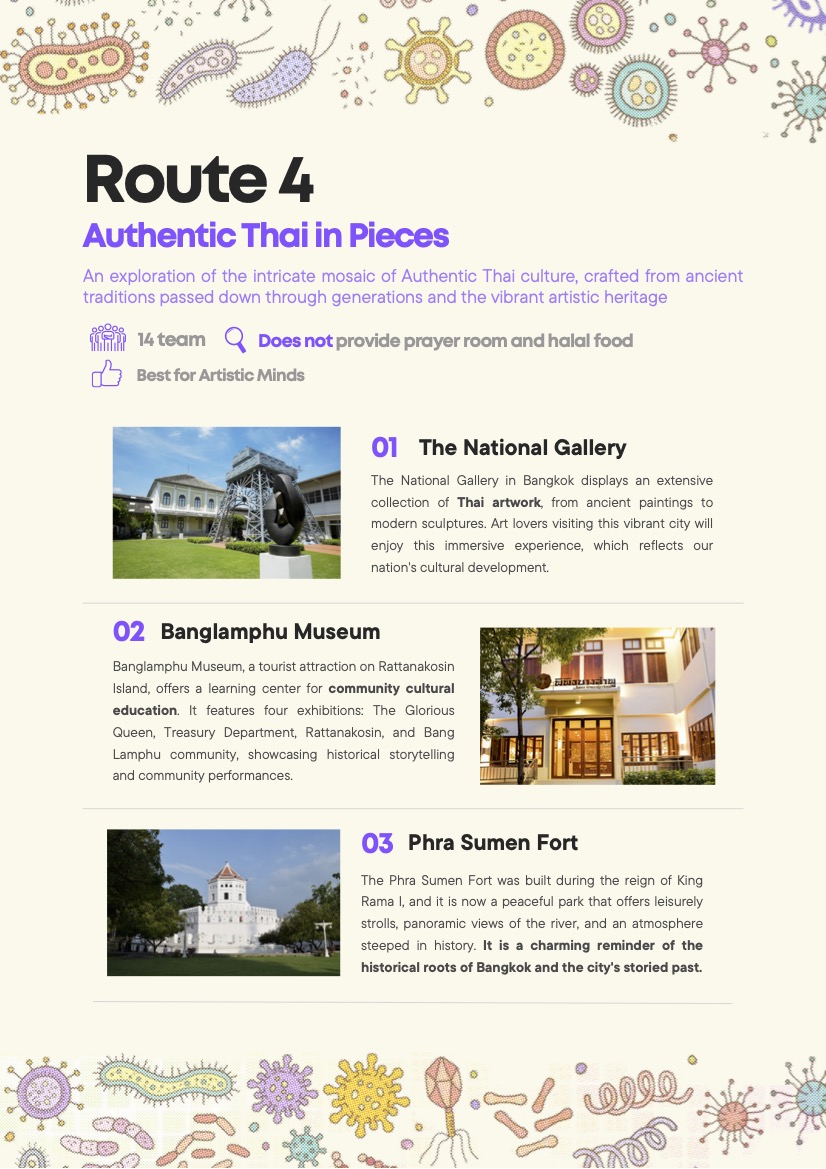 Route 4
Authentic Thai in Pieces
An exploration of the intricate mosaic of Authentic Thai culture, crafted from ancient
traditions passed down through generations and the vibrant artistic heritage
14 team
Does not provide prayer room and halal food
Best for Artistic Minds
01 The National Gallery
The National Gallery in Bangkok displays an extensive
collection of Thai artwork, from ancient paintings to
modern sculptures. Art lovers visiting this vibrant city will
enjoy this immersive experience, which reflects our
nation's cultural development.
02 Banglamphu Museum
Banglamphu Museum, a tourist attraction on Rattanakosin
Island, offers a learning center for community cultural
education. It features four exhibitions: The Glorious
Queen, Treasury Department, Rattanakosin, and Bang
Lamphu community, showcasing historical storytelling
and community performances.
03 Phra Sumen Fort
The Phra Sumen Fort was built during the reign of King
Rama I, and it is now a peaceful park that offers leisurely
strolls, panoramic views of the river, and an atmosphere
steeped in history. It is a charming reminder of the
historical roots of Bangkok and the city's storied past.